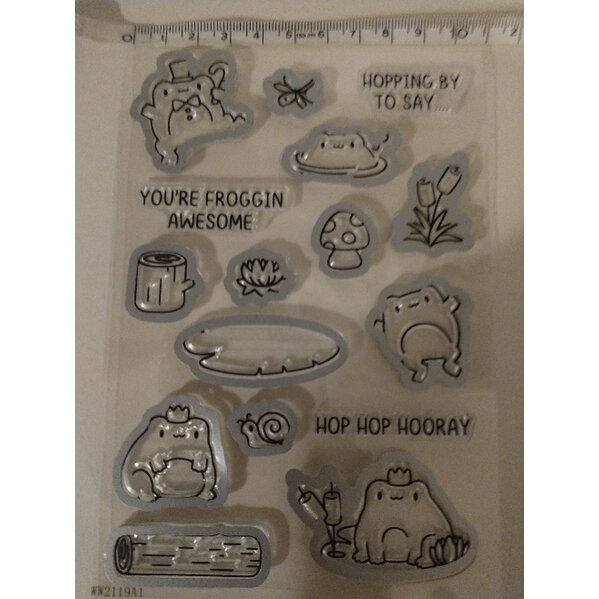 0 1 2 3 4 5 cm 6 7 8 9 10 12
HOPPING BY
TO SAY....
YOU'RE FROGGIN
AWESOME
HOP HOP HOORAY
WW2119A1